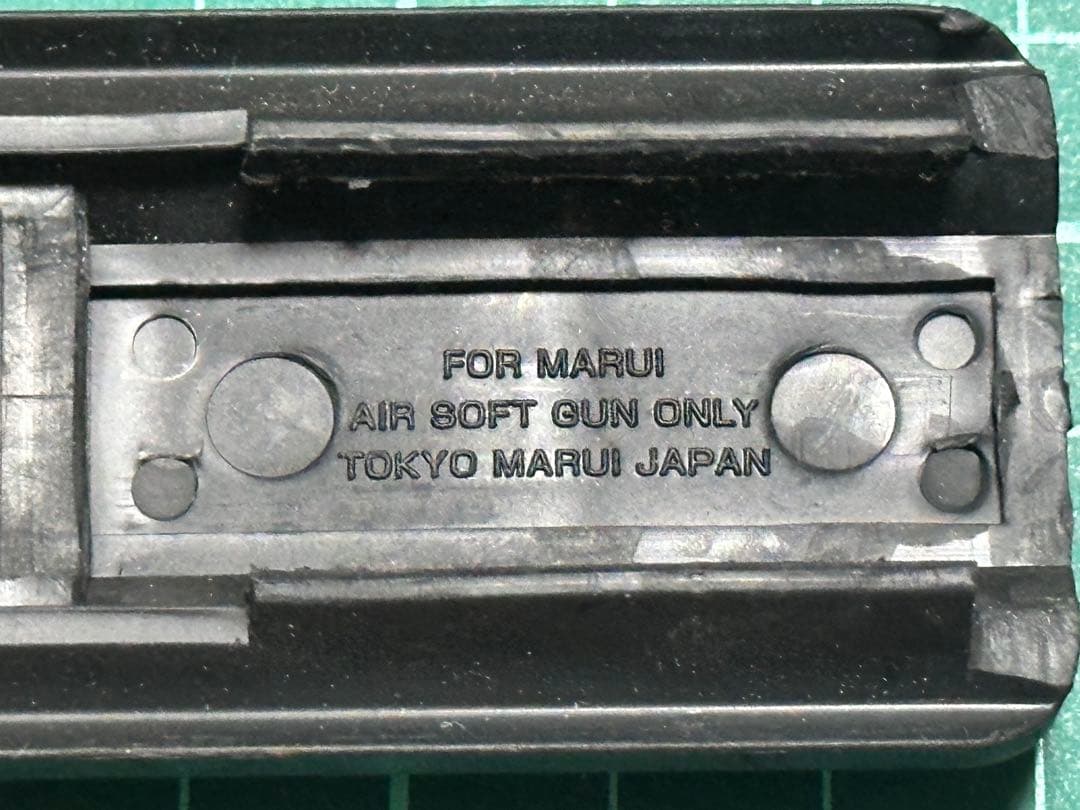 FOR MARUI
AIR SOFT GUN ONLY
TOKYO MARUI JAPAN